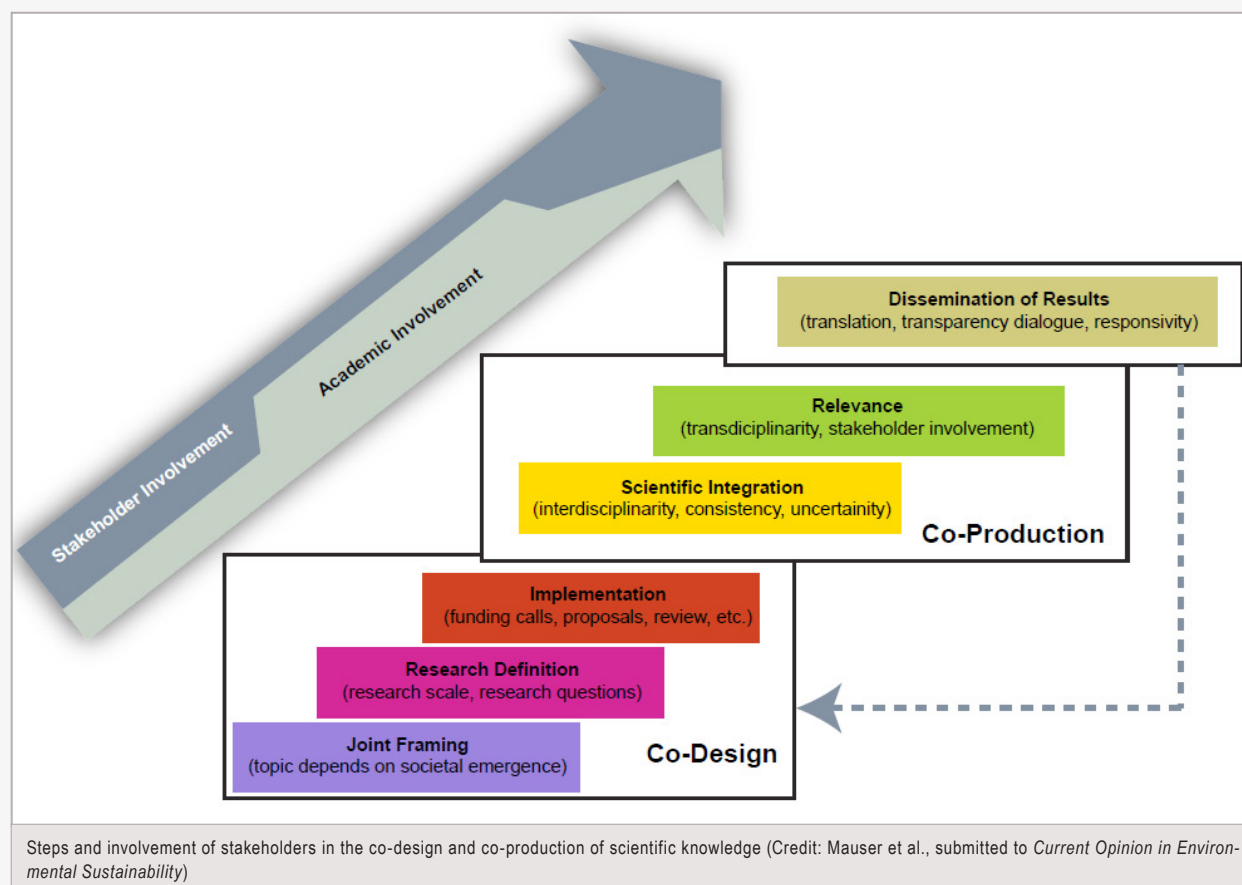 Stakeholder Involvement
Academic Involvement
Dissemination of Results
(translation, transparency dialogue, responsivity)
Relevance
(transdiciplinarity, stakeholder involvement)
Scientific Integration
(interdisciplinarity, consistency, uncertainity)
Co-Production
Implementation
(funding calls, proposals, review, etc.)
Research Definition
(research scale, research questions)
Joint Framing
(topic depends on societal emergence)
Co-Design
Steps and involvement of stakeholders in the co-design and co-production of scientific knowledge (Credit: Mauser et al., submitted to Current Opinion in Environ-
mental Sustainability)